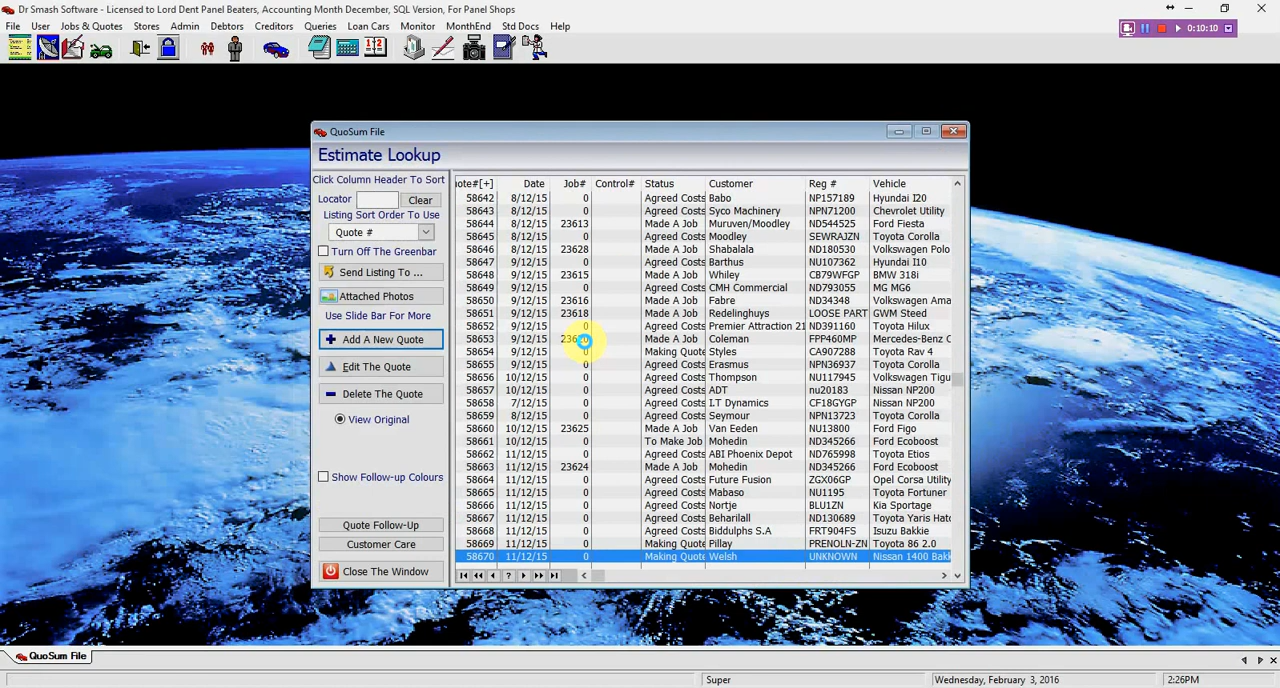 Dr Smash Software - Licensed to Lord Dent Panel Beaters, Accounting Month December, SQL Version, For Panel Shops
File User Jobs & Quotes Stores Admin Debtors Creditors Queries Loan Cars Monitor MonthEnd Std Docs Help
0:10:10
QuoSum File
Estimate Lookup
Click Column Header To Sort
Locator Clear
Listing Sort Order To Use
Quote #
Turn Off The Greenbar
Send Listing To ...
Attached Photos
Use Slide Bar For More
Add A New Quote
Edit The Quote
Delete The Quote
View Original
Show Follow-up Colours
Quote Follow-Up
Customer Care
Close The Window
uote#[+] Date Job# Control# Status Customer Reg # Vehicle
58642 8/12/15 0 Agreed Costs Babo NP157189 Hyundai I20
58643 8/12/15 0 Agreed Costs Syco Machinery NPN71200 Chevrolet Utility
58644 8/12/15 23613 Made A Job Muruven/Moodley ND544525 Ford Fiesta
58645 8/12/15 0 Agreed Costs Moodley SEWRAJZN Toyota Corolla
58646 8/12/15 23628 Made A Job Shabalala ND180530 Volkswagen Polo
58647 9/12/15 0 Agreed Costs Barthus NU107362 Hyundai I10
58648 9/12/15 23615 Made A Job Whiley CB79WFGP BMW 318i
58649 9/12/15 0 Agreed Costs CMH Commercial ND793055 MG MG6
58650 9/12/15 23616 Made A Job Fabre ND34348 Volkswagen Ama
58651 9/12/15 23618 Made A Job Redelinghuys LOOSE PART GWM Steed
58652 9/12/15 0 Agreed Costs Premier Attraction 21 ND391160 Toyota Hilux
58653 9/12/15 Made A Job Coleman FPP460MP Mercedes-Benz C
58654 9/12/15 0 Making Quote Styles CA907288 Toyota Rav 4
58655 9/12/15 0 Agreed Costs Erasmus NPN36937 Toyota Corolla
58656 10/12/15 0 Agreed Costs Thompson NU117945 Volkswagen Tigu
58657 10/12/15 0 Agreed Costs ADT nu20183 Nissan NP200
58658 7/12/15 0 Agreed Costs I.T Dynamics CF18GYGP Nissan NP200
58659 8/12/15 0 Agreed Costs Seymour NPN13723 Toyota Corolla
58660 10/12/15 23625 Made A Job Van Eeden NU13800 Ford Figo
58661 10/12/15 0 To Make Job Mohedin ND345266 Ford Ecoboost
58662 11/12/15 0 Agreed Costs ABI Phoenix Depot ND765998 Toyota Etios
58663 11/12/15 23624 Made A Job Mohedin ND345266 Ford Ecoboost
58664 11/12/15 0 Agreed Costs Future Fusion ZGX06GP Opel Corsa Utility
58665 11/12/15 0 Agreed Costs Mabaso NU1195 Toyota Fortuner
58666 11/12/15 0 Agreed Costs Nortje BLU1ZN Kia Sportage
58667 11/12/15 0 Agreed Costs Beharilall ND130689 Toyota Yaris Hatc
58668 11/12/15 0 Agreed Costs Biddulphs S.A FRT904FS Isuzu Bakkie
58669 11/12/15 0 Making Quote Pillay PRENOLN-ZN Toyota 86 2.0
58670 11/12/15 0 Making Quote Welsh UNKNOWN Nissan 1400 Bakk
QuoSum File
Super Wednesday, February 3, 2016 2:26PM